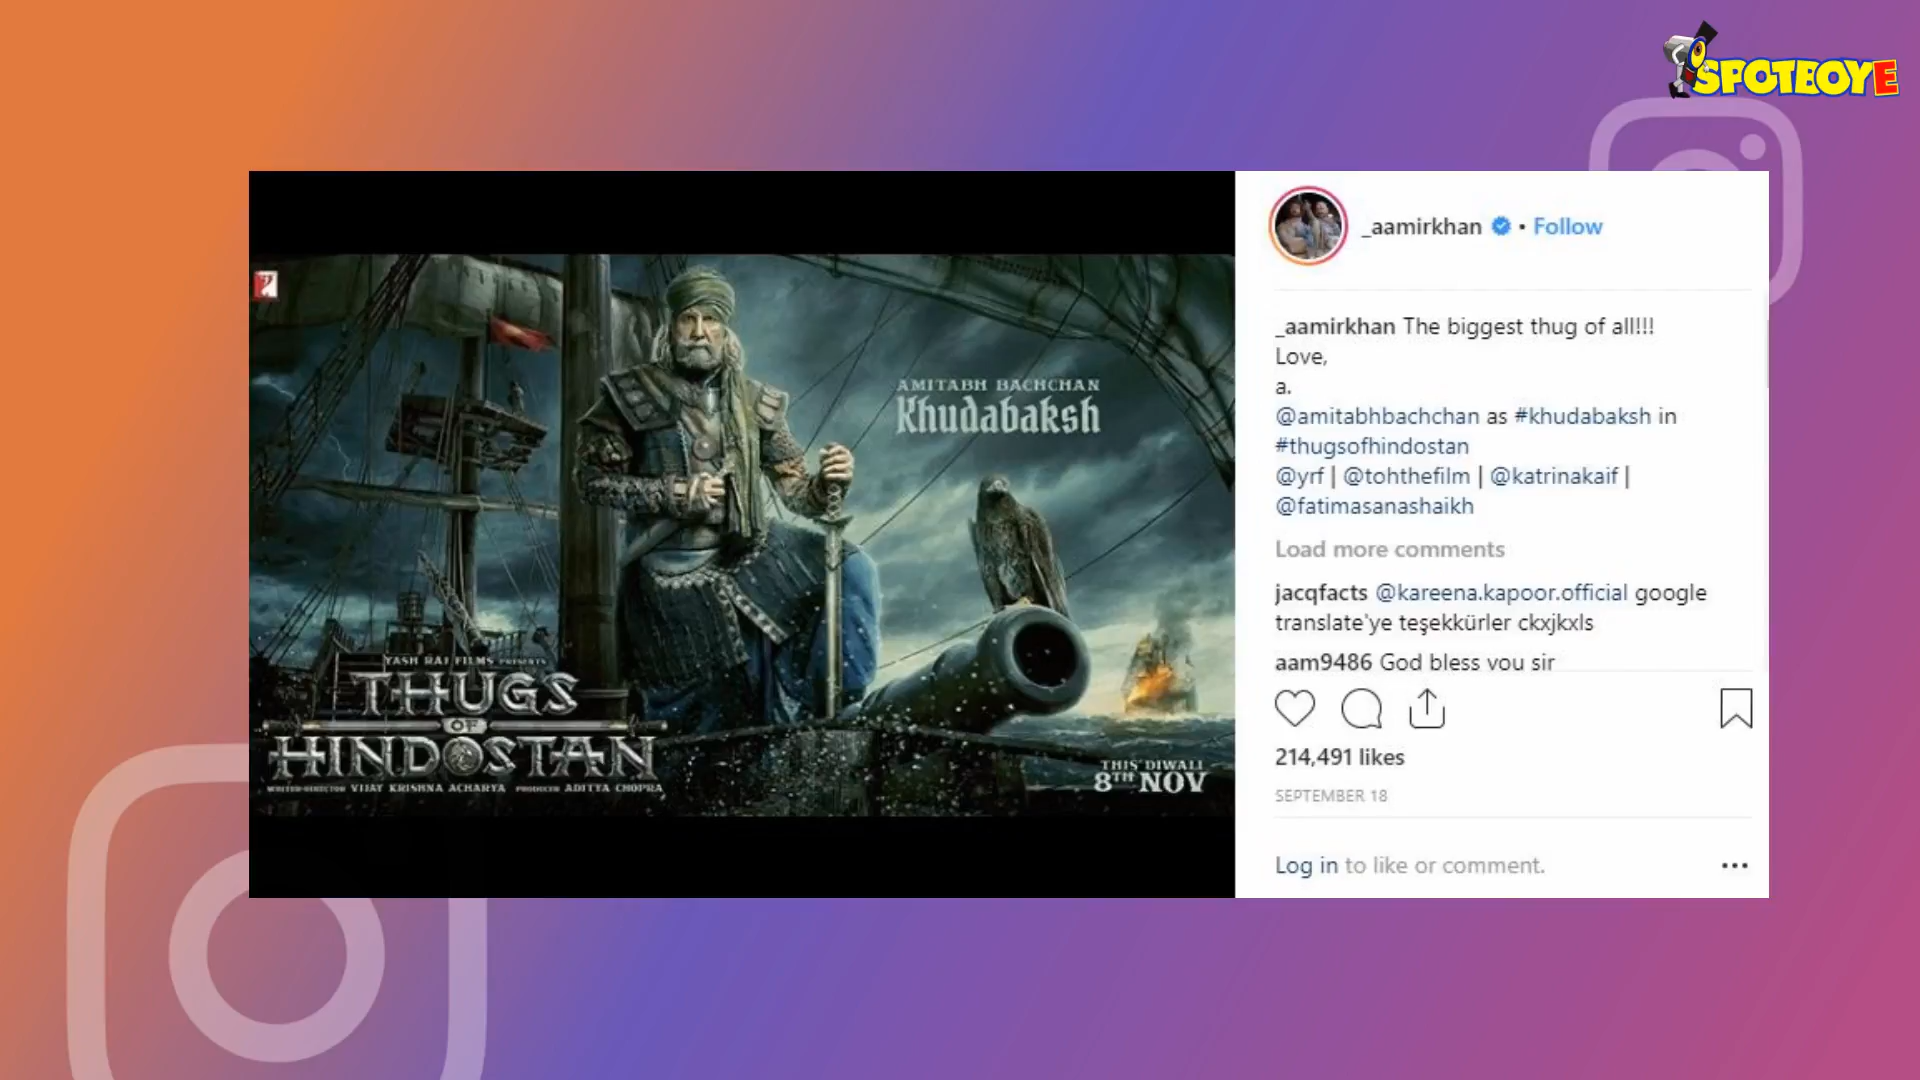 SPOTBOYE
_aamirkhan • Follow
_aamirkhan The biggest thug of all!!!
Love,
a.
@amitabhbachchan as #khudabaksh in
#thugsofhindostan
@yrf | @tohthefilm | @katrinakaif |
@fatimasanashaikh
Load more comments
jacqfacts @kareena.kapoor.official google
translate'ye teşekkürler ckxjkxls
aam9486 God bless you sir
214,491 likes
SEPTEMBER 18
Log in to like or comment.
AMITABH BACHCHAN
Khudabaksh
YASH RAJ FILMS PRESENTS
THUGS
OF
HINDOSTAN
WRITER-DIRECTOR VIJAY KRISHNA ACHARYA PRODUCER ADITYA CHOPRA
THIS DIWALI
8TH NOV